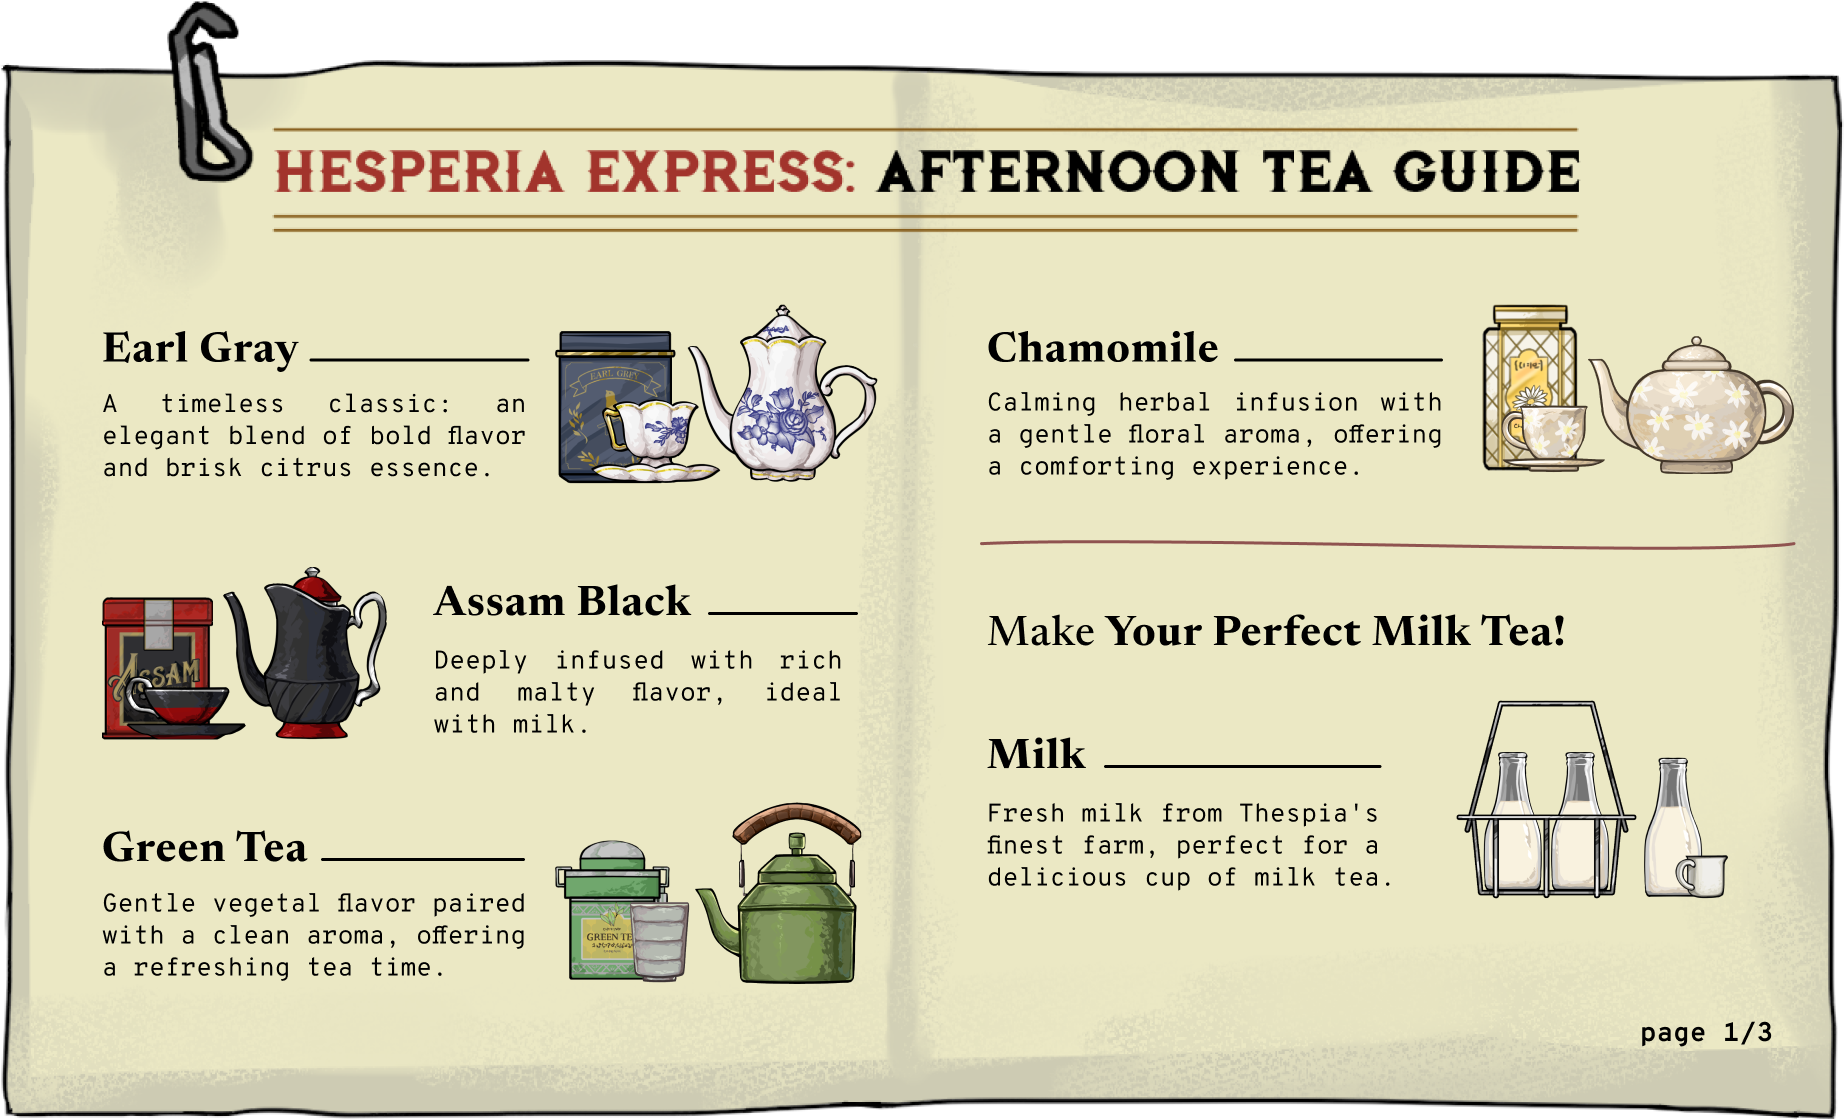 HESPERIA EXPRESS: AFTERNOON TEA GUIDE
Earl Gray
A timeless classic: an
elegant blend of bold flavor
and brisk citrus essence.
EARL GREY
Assam Black
Deeply infused with rich
and malty flavor, ideal
with milk.
ASSAM
Green Tea
Gentle vegetal flavor paired
with a clean aroma, offering
a refreshing tea time.
GREEN TE
Chamomile
Calming herbal infusion with
a gentle floral aroma, offering
a comforting experience.
Make Your Perfect Milk Tea!
Milk
Fresh milk from Thespia's
finest farm, perfect for a
delicious cup of milk tea.
page 1/3